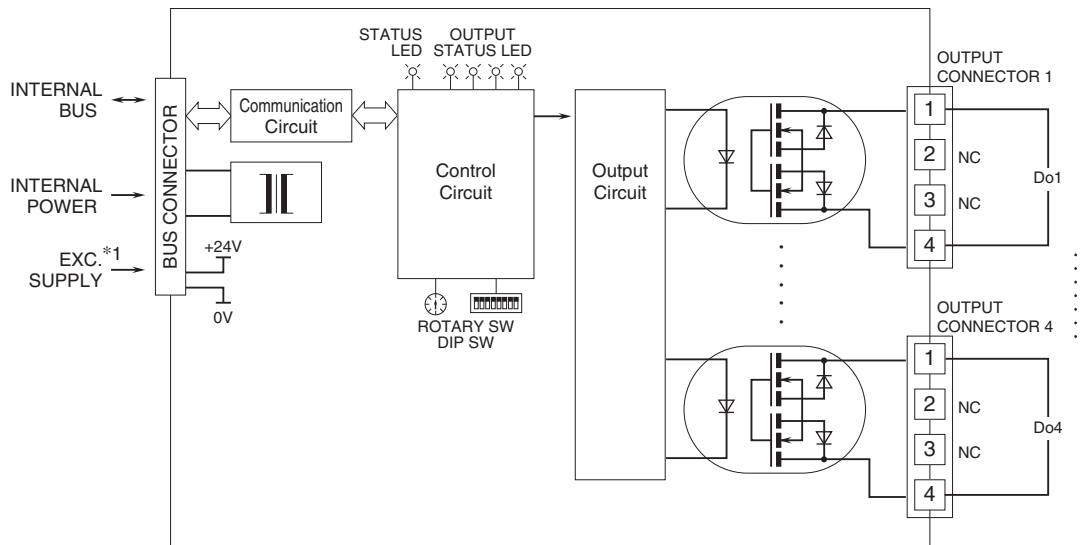 STATUS
LED
OUTPUT
STATUS LED
OUTPUT
CONNECTOR 1
INTERNAL
BUS
BUS CONNECTOR
Communication
Circuit
Control
Circuit
Output
Circuit
1
2
NC
3
NC
4
Do1
INTERNAL
POWER
EXC.*1
SUPPLY
+24V
0V
ROTARY SW
DIP SW
OUTPUT
CONNECTOR 4
1
2
NC
3
NC
4
Do4